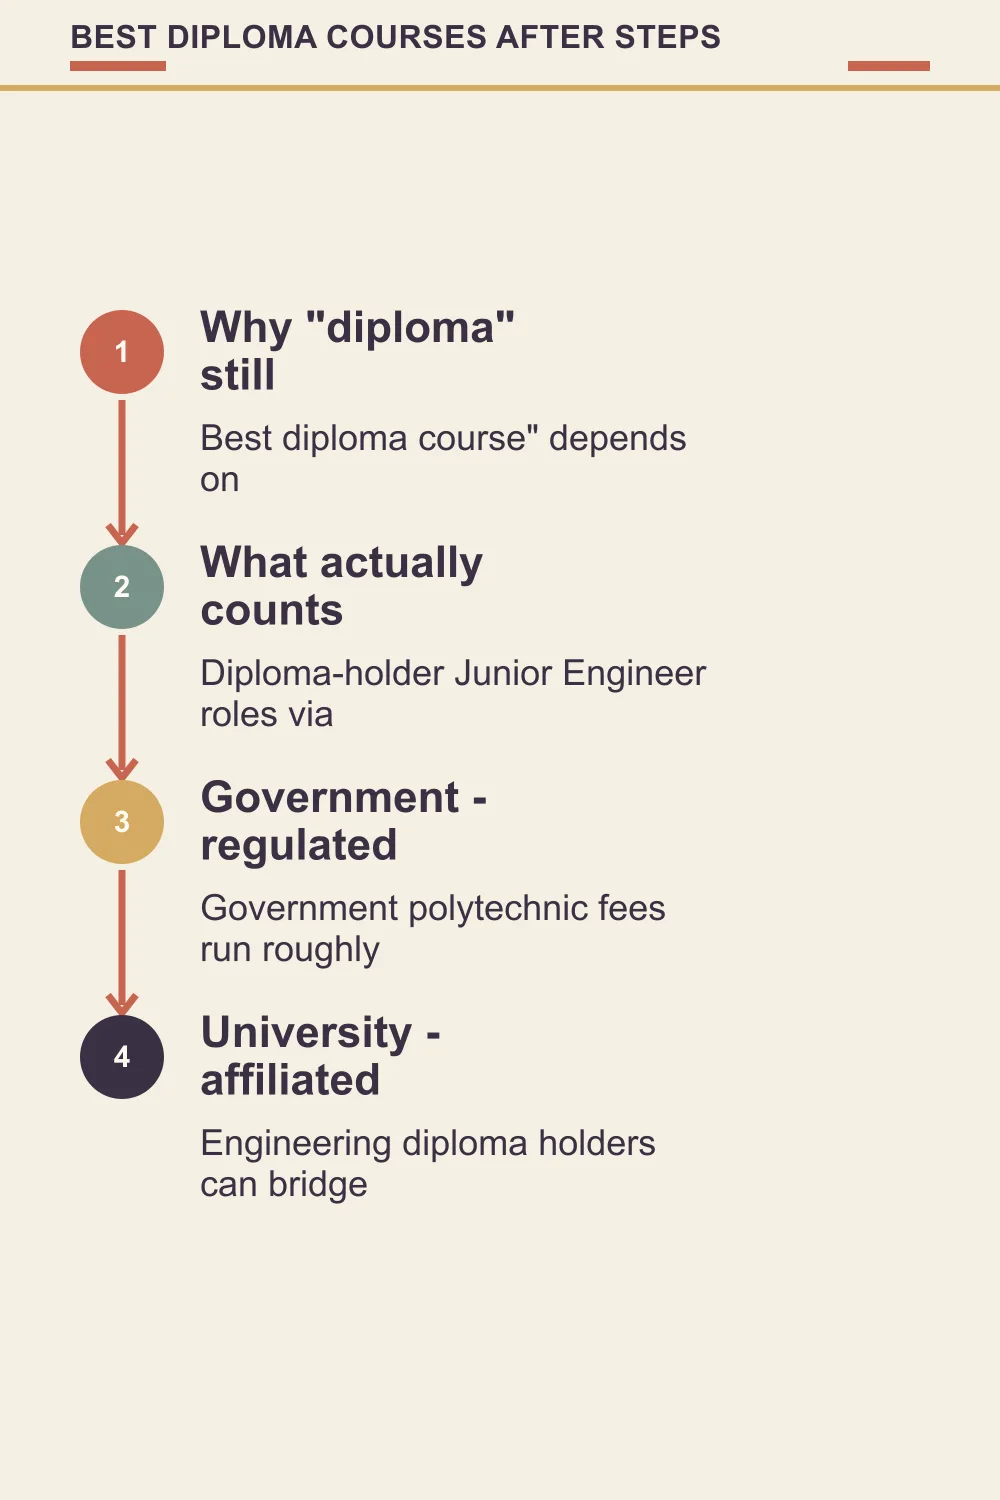 BEST DIPLOMA COURSES AFTER STEPS
1
Why "diploma"
still
Best diploma course" depends
on
2
What actually
counts
Diploma-holder Junior Engineer
roles via
3
Government -
regulated
Government polytechnic fees
run roughly
4
University -
affiliated
Engineering diploma holders
can bridge